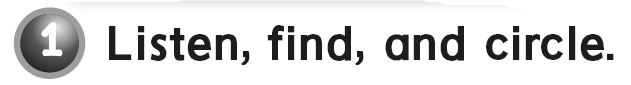 1 Listen, find, and circle.